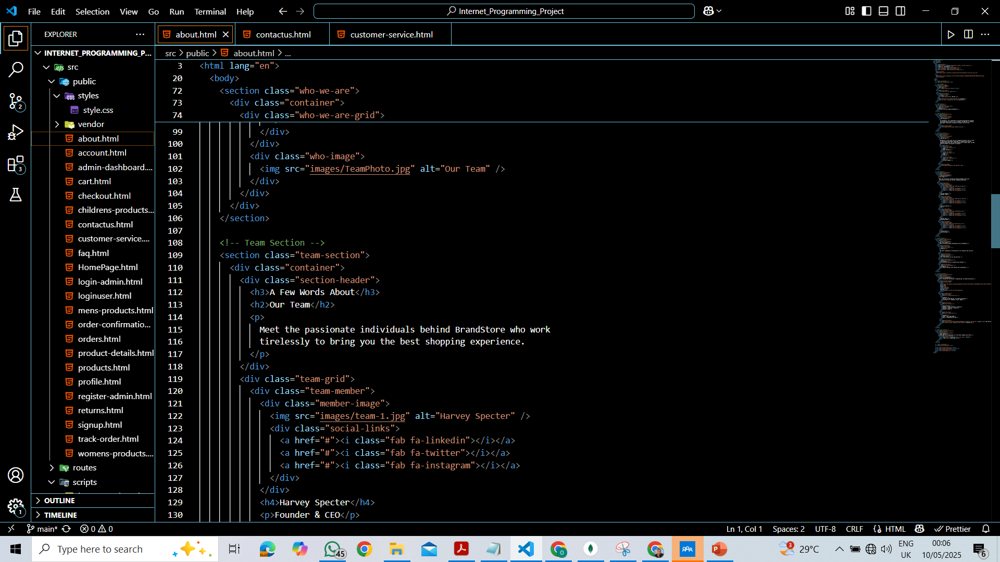 File Edit Selection View Go Run Terminal Help
Internet_Programming_Project
EXPLORER
about.html
contactus.html
customer-service.html
INTERNET_PROGRAMMING_P...
src
public
styles
style.css
vendor
about.html
account.html
admin-dashboard....
cart.html
checkout.html
childrens-products...
contactus.html
customer-service....
faq.html
HomePage.html
login-admin.html
loginuser.html
mens-products.html
order-confirmatio...
orders.html
product-details.html
products.html
profile.html
register-admin.html
returns.html
signup.html
track-order.html
womens-products....
routes
scripts
OUTLINE
TIMELINE
src > public > about.html > ...
3 <html lang="en">
20 <body>
72 <section class="who-we-are">
73 <div class="container">
74 <div class="who-we-are-grid">
99 </div>
100 </div>
101 <div class="who-image">
102 <img src="images/TeamPhoto.jpg" alt="Our Team" />
103 </div>
104 </div>
105 </div>
106 </section>
107
108 <!-- Team Section -->
109 <section class="team-section">
110 <div class="container">
111 <div class="section-header">
112 <h3>A Few Words About</h3>
113 <h2>Our Team</h2>
114 <p>
115 Meet the passionate individuals behind BrandStore who work
116 tirelessly to bring you the best shopping experience.
117 </p>
118 </div>
119 <div class="team-grid">
120 <div class="team-member">
121 <div class="member-image">
122 <img src="images/team-1.jpg" alt="Harvey Specter" />
123 <div class="social-links">
124 <a href="#"><i class="fab fa-linkedin"></i></a>
125 <a href="#"><i class="fab fa-twitter"></i></a>
126 <a href="#"><i class="fab fa-instagram"></i></a>
127 </div>
128 </div>
129 <h4>Harvey Specter</h4>
130 <p>Founder & CEO</p>
2
3
1
main* 0 0
Ln 1, Col 1 Spaces: 2 UTF-8 CRLF HTML Prettier
Type here to search
45
3
29°C
ENG
UK
00:06
10/05/2025
6